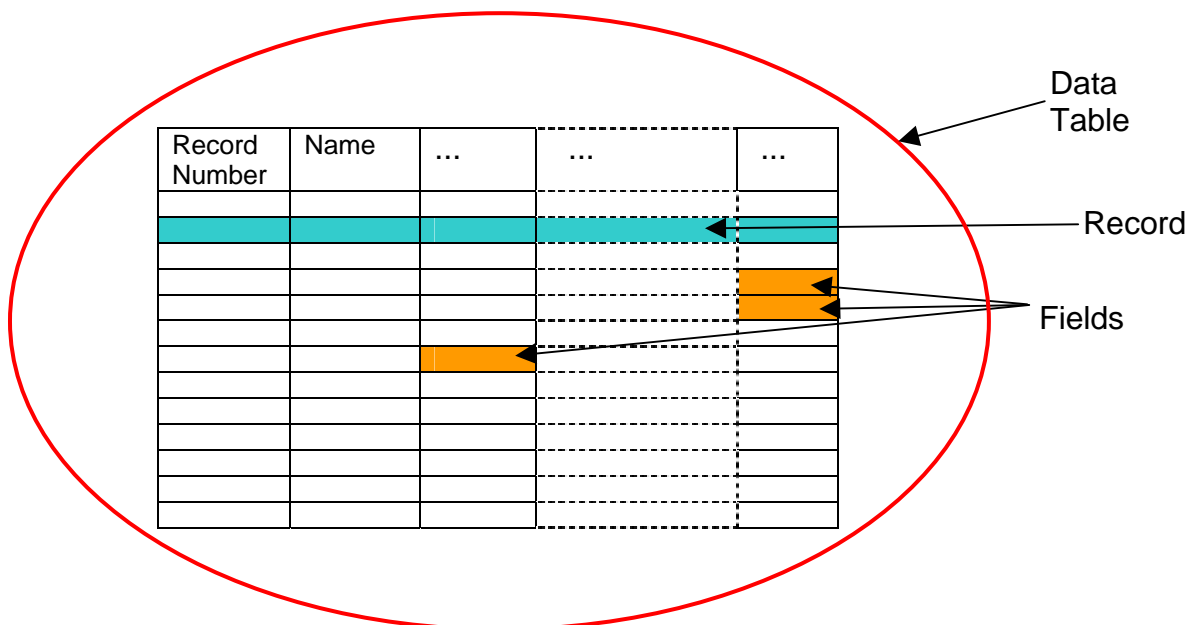 Data
Table
Record
Number
Name
...
...
...
Record
Fields